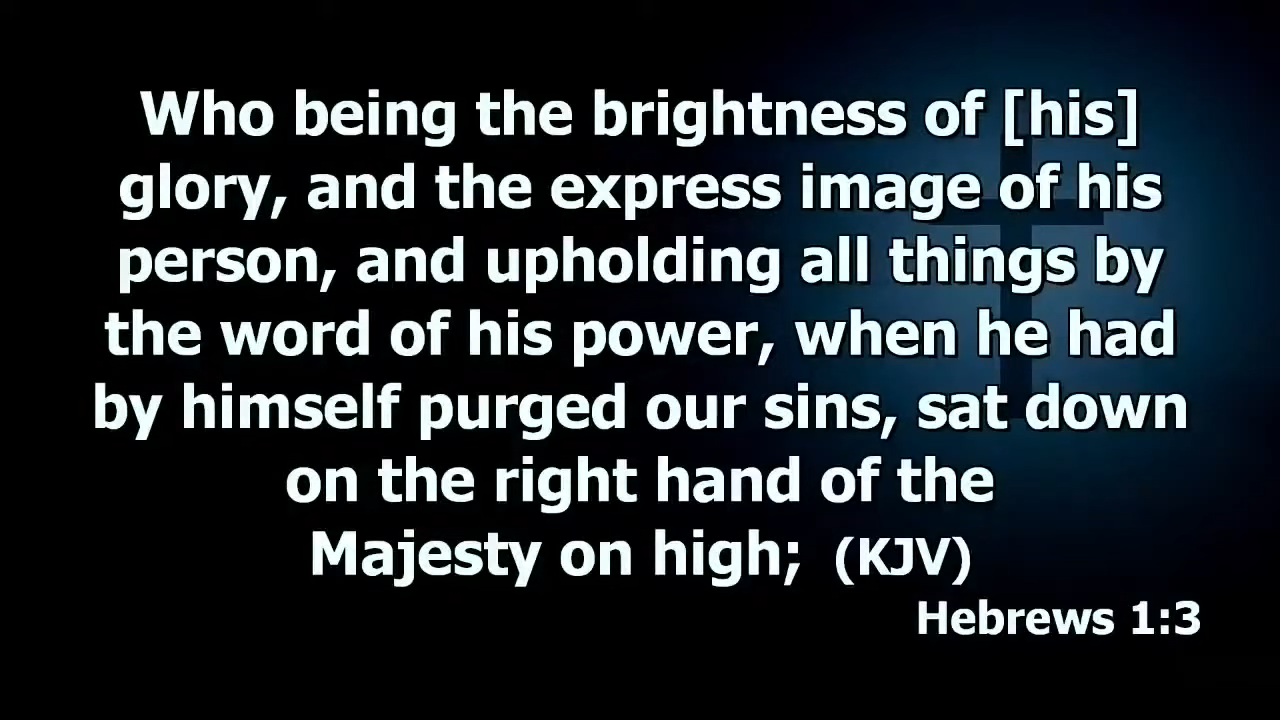 Who being the brightness of [his]
glory, and the express image of his
person, and upholding all things by
the word of his power, when he had
by himself purged our sins, sat down
on the right hand of the
Majesty on high; (KJV)
Hebrews 1:3